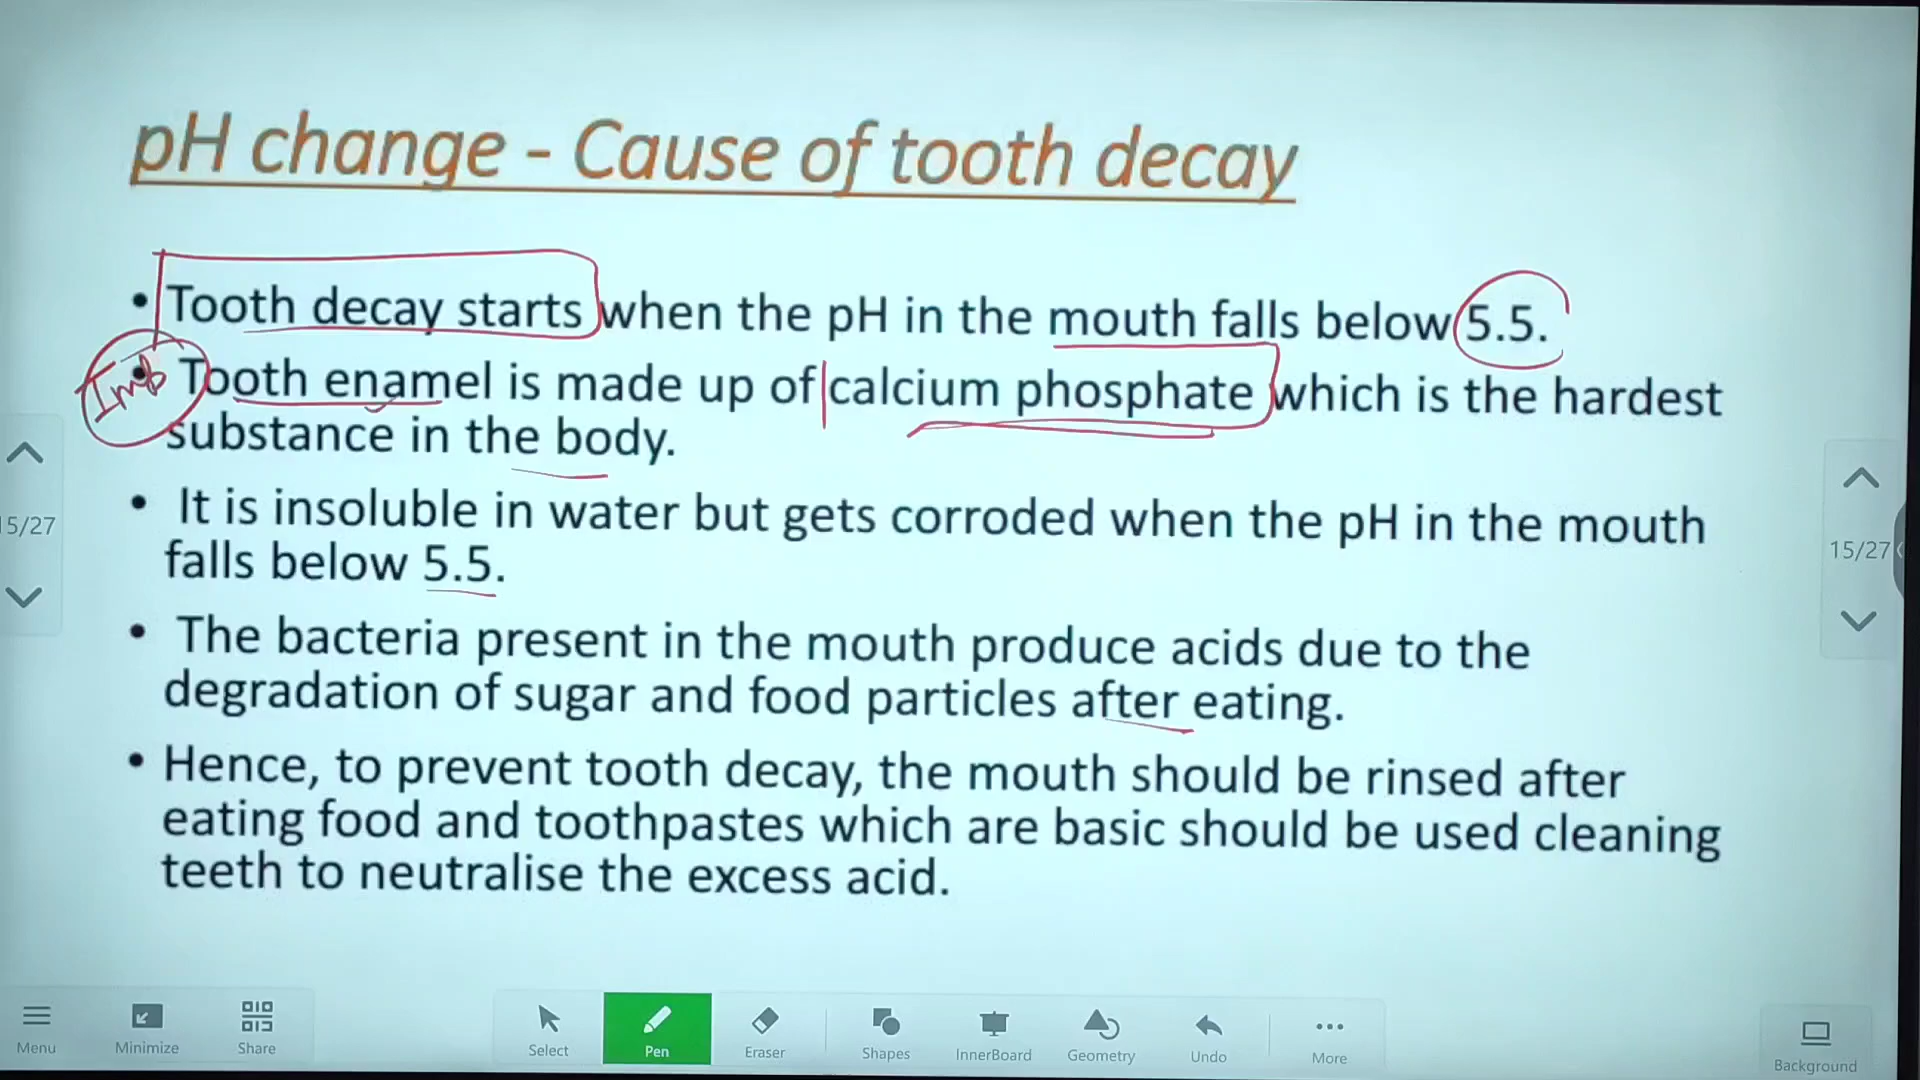 pH change - Cause of tooth decay
• Tooth decay starts when the pH in the mouth falls below 5.5.
Imp
• Tooth enamel is made up of calcium phosphate which is the hardest
substance in the body.
• It is insoluble in water but gets corroded when the pH in the mouth
falls below 5.5.
• The bacteria present in the mouth produce acids due to the
degradation of sugar and food particles after eating.
• Hence, to prevent tooth decay, the mouth should be rinsed after
eating food and toothpastes which are basic should be used cleaning
teeth to neutralise the excess acid.
5/27
15/27
Menu Minimize Share Select Pen Eraser Shapes InnerBoard Geometry Undo More Background